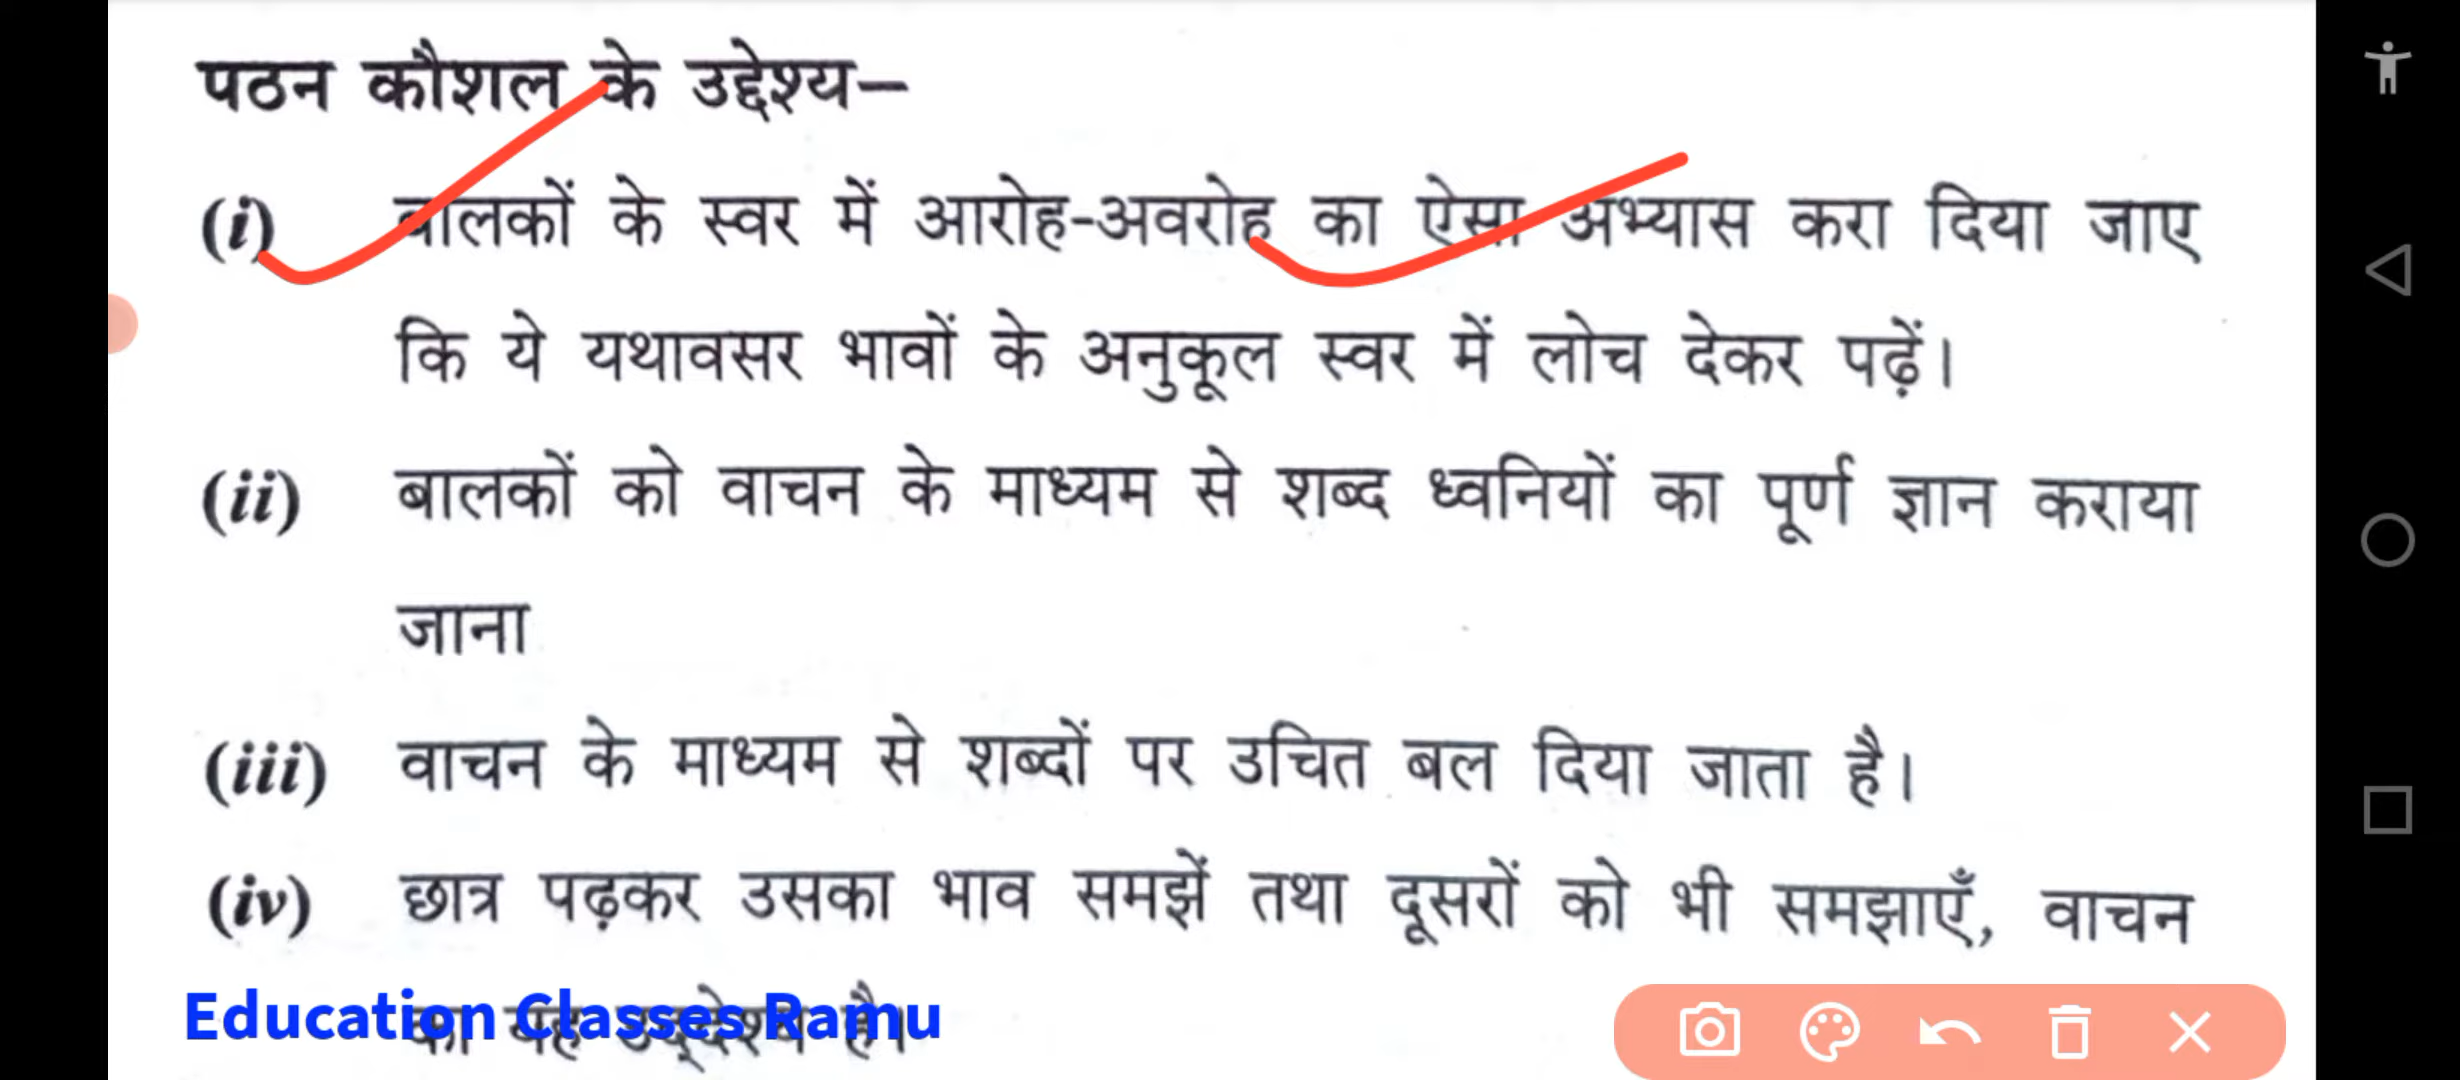 पठन कौशल के उद्देश्य–
(i) बालकों के स्वर में आरोह-अवरोह का ऐसा अभ्यास करा दिया जाए
कि ये यथावसर भावों के अनुकूल स्वर में लोच देकर पढ़ें।
(ii) बालकों को वाचन के माध्यम से शब्द ध्वनियों का पूर्ण ज्ञान कराया
जाना
(iii) वाचन के माध्यम से शब्दों पर उचित बल दिया जाता है।
(iv) छात्र पढ़कर उसका भाव समझें तथा दूसरों को भी समझाएँ, वाचन
का यह उद्देश्य है।
Education Classes Ramu